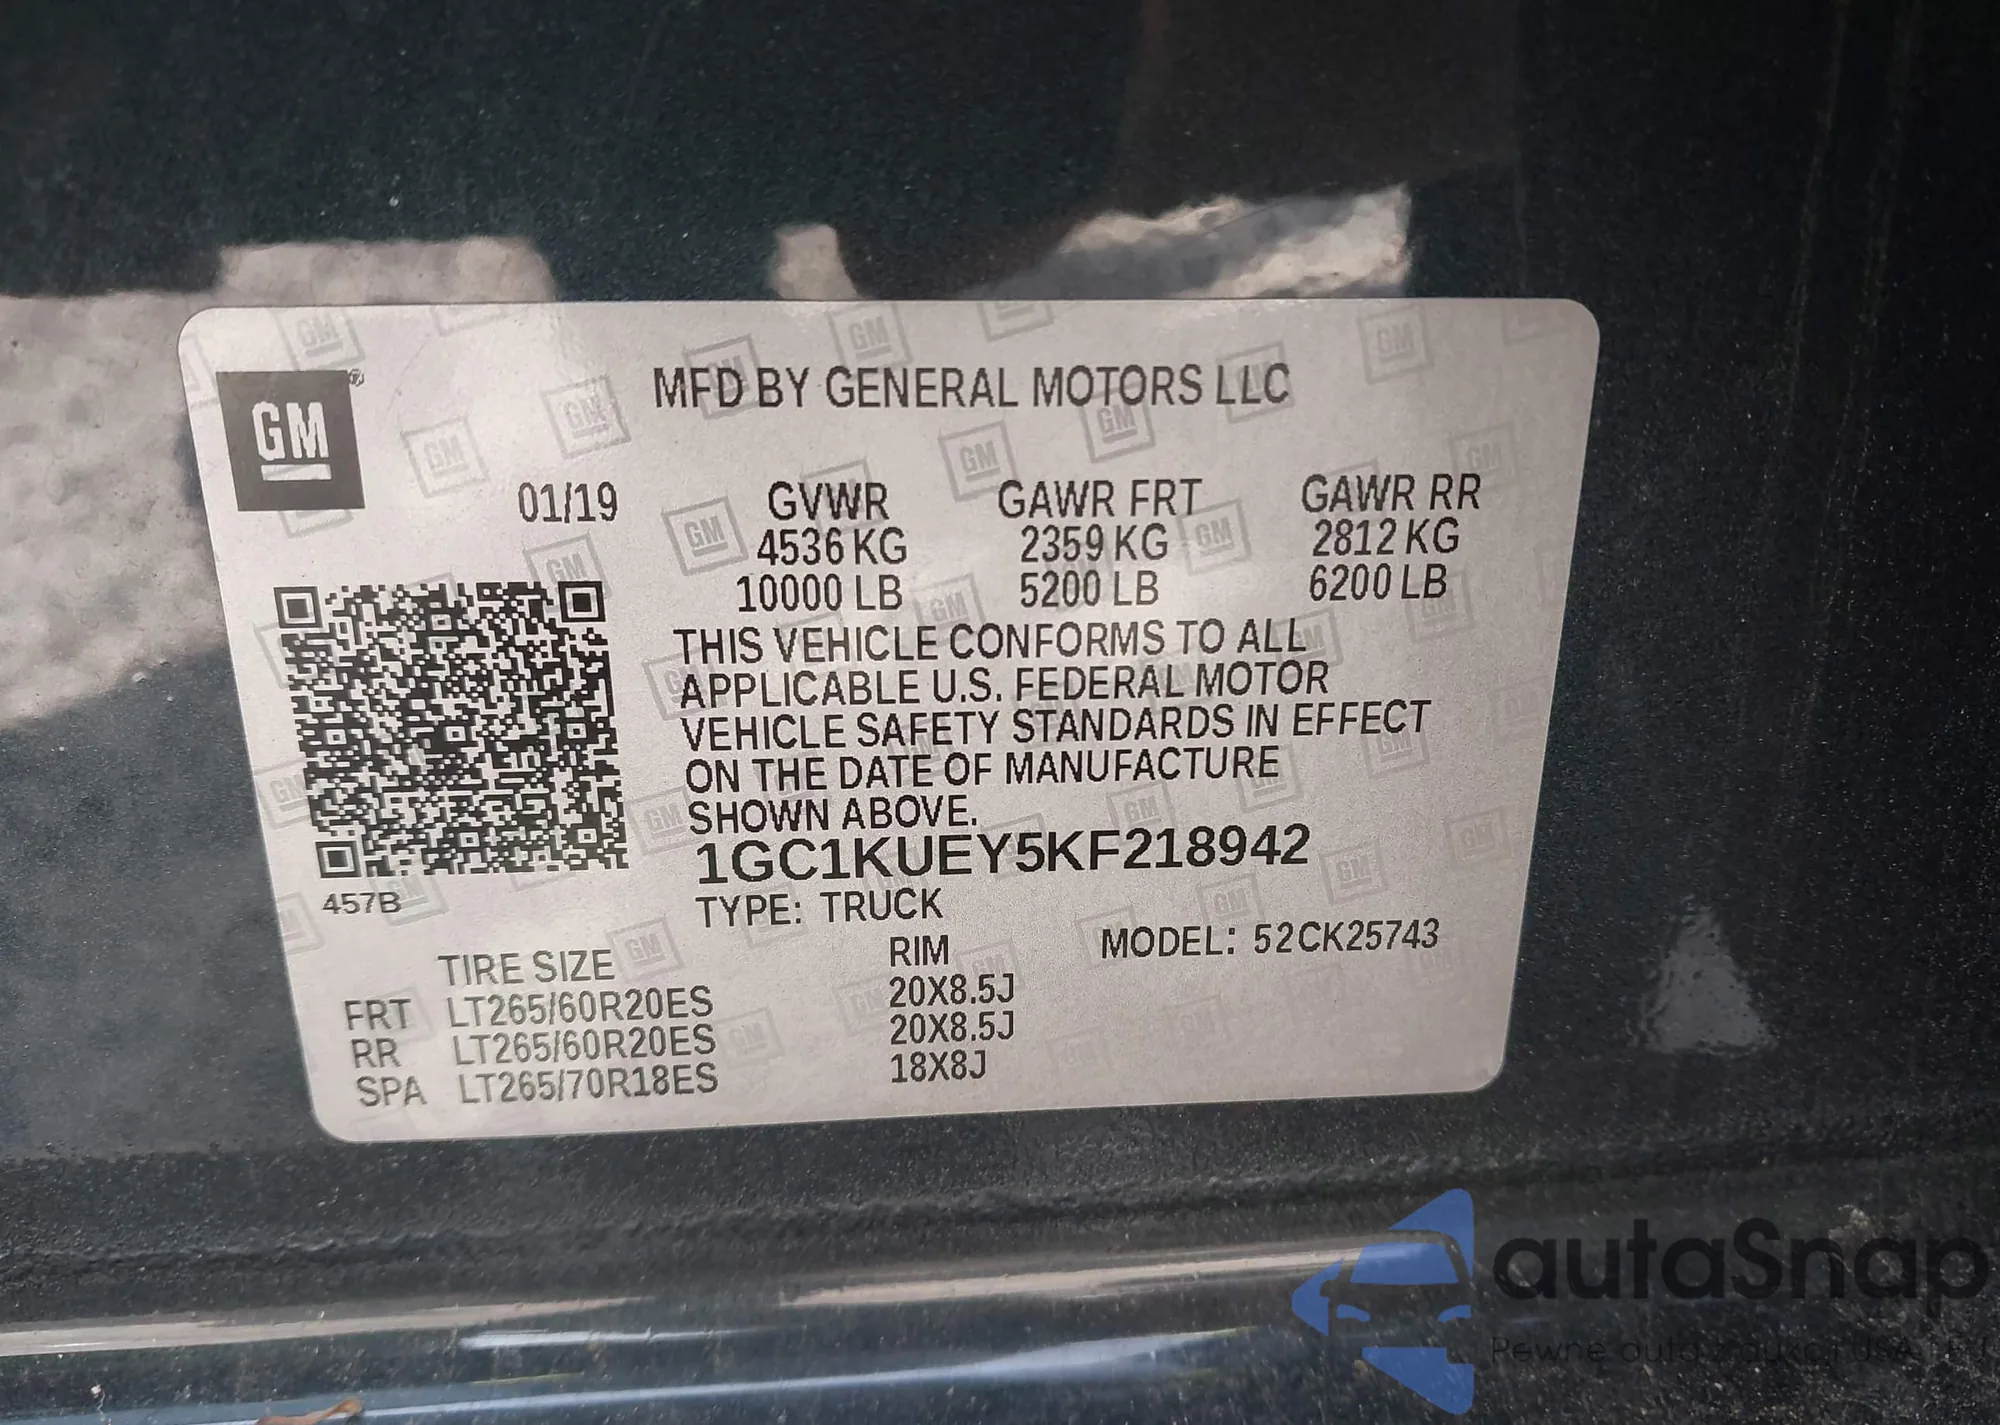 GM
MFD BY GENERAL MOTORS LLC
01/19 GVWR GAWR FRT GAWR RR
4536 KG 2359 KG 2812 KG
10000 LB 5200 LB 6200 LB
THIS VEHICLE CONFORMS TO ALL
APPLICABLE U.S. FEDERAL MOTOR
VEHICLE SAFETY STANDARDS IN EFFECT
ON THE DATE OF MANUFACTURE
SHOWN ABOVE.
1GC1KUEY5KF218942
457B
TYPE: TRUCK
TIRE SIZE RIM MODEL: 52CK25743
FRT LT265/60R20ES 20X8.5J
RR LT265/60R20ES 20X8.5J
SPA LT265/70R18ES 18X8J
autaSnap
Pewne auta z aukcji